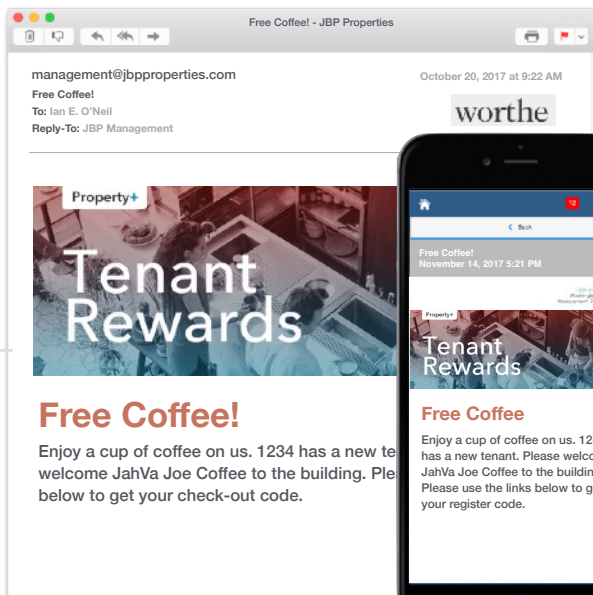 Free Coffee! - JBP Properties
management@jbpproperties.com
October 20, 2017 at 9:22 AM
Free Coffee!
To: Ian E. O'Neil
Reply-To: JBP Management
worthe
Property+
Tenant
Rewards
Free Coffee!
Enjoy a cup of coffee on us. 1234 has a new te
welcome JahVa Joe Coffee to the building. Ple
below to get your check-out code.
12
Back
Free Coffee!
November 14, 2017 5:21 PM
Property+
Tenant
Rewards
Free Coffee
Enjoy a cup of coffee on us. 12
has a new tenant. Please welco
JahVa Joe Coffee to the buildin
Please use the links below to g
your register code.